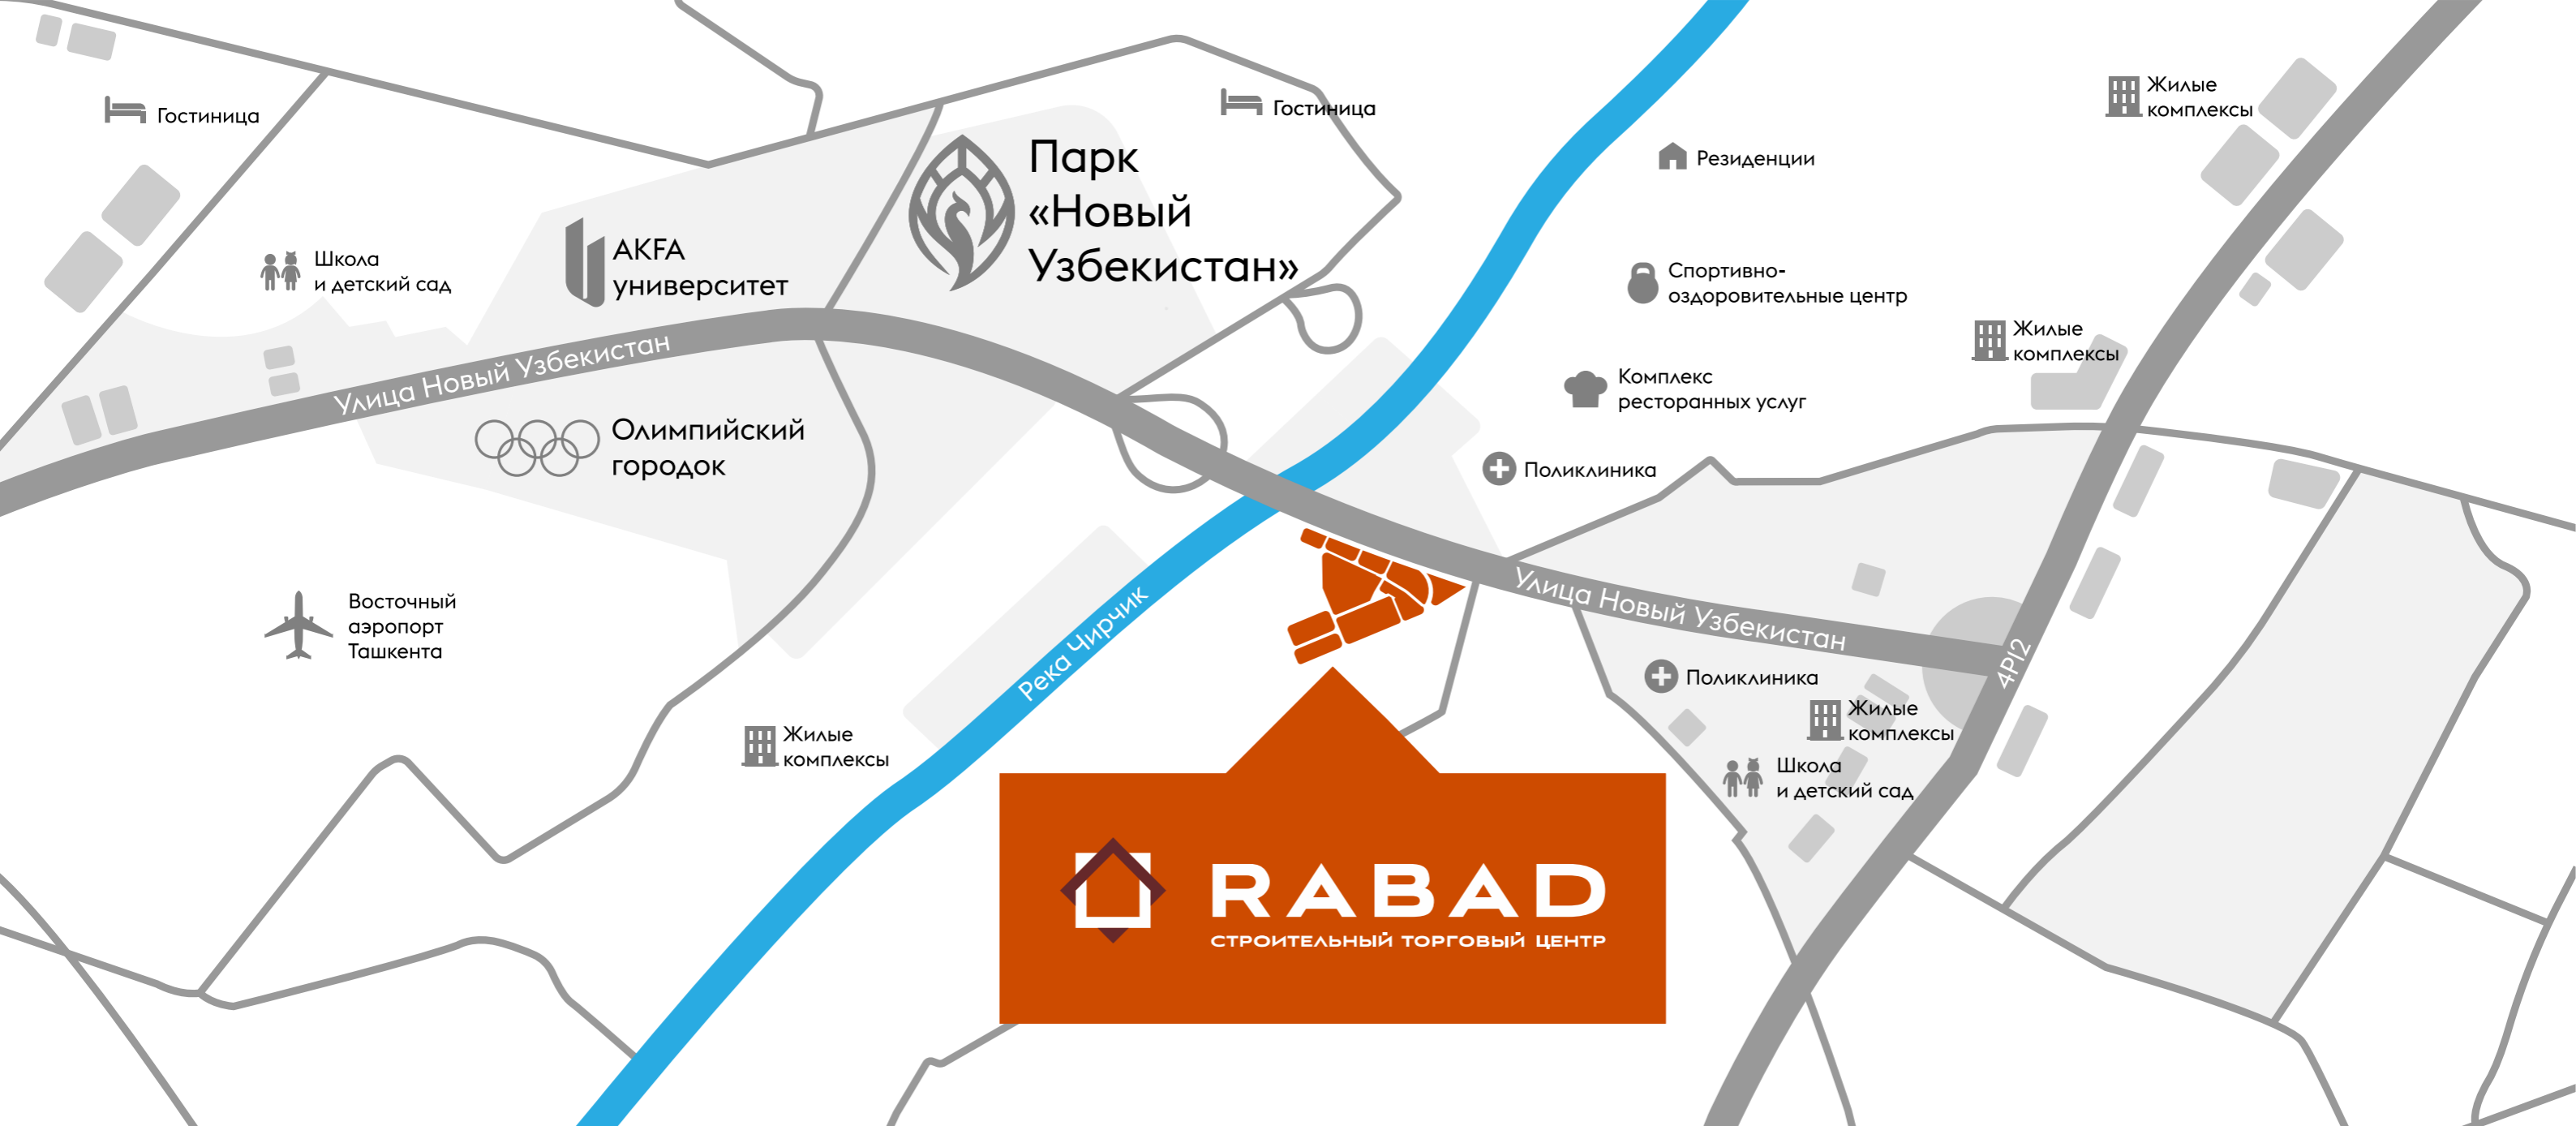 Гостиница
Школа
и детский сад
AKFA
университет
Парк
«Новый
Узбекистан»
Гостиница
Резиденции
Жилые
комплексы
Спортивно-
оздоровительные центр
Жилые
комплексы
Комплекс
ресторанных услуг
Поликлиника
Улица Новый Узбекистан
Олимпийский
городок
Восточный
аэропорт
Ташкента
Река Чирчик
Улица Новый Узбекистан
4РI2
Поликлиника
Жилые
комплексы
Школа
и детский сад
Жилые
комплексы
RABAD
СТРОИТЕЛЬНЫЙ ТОРГОВЫЙ ЦЕНТР